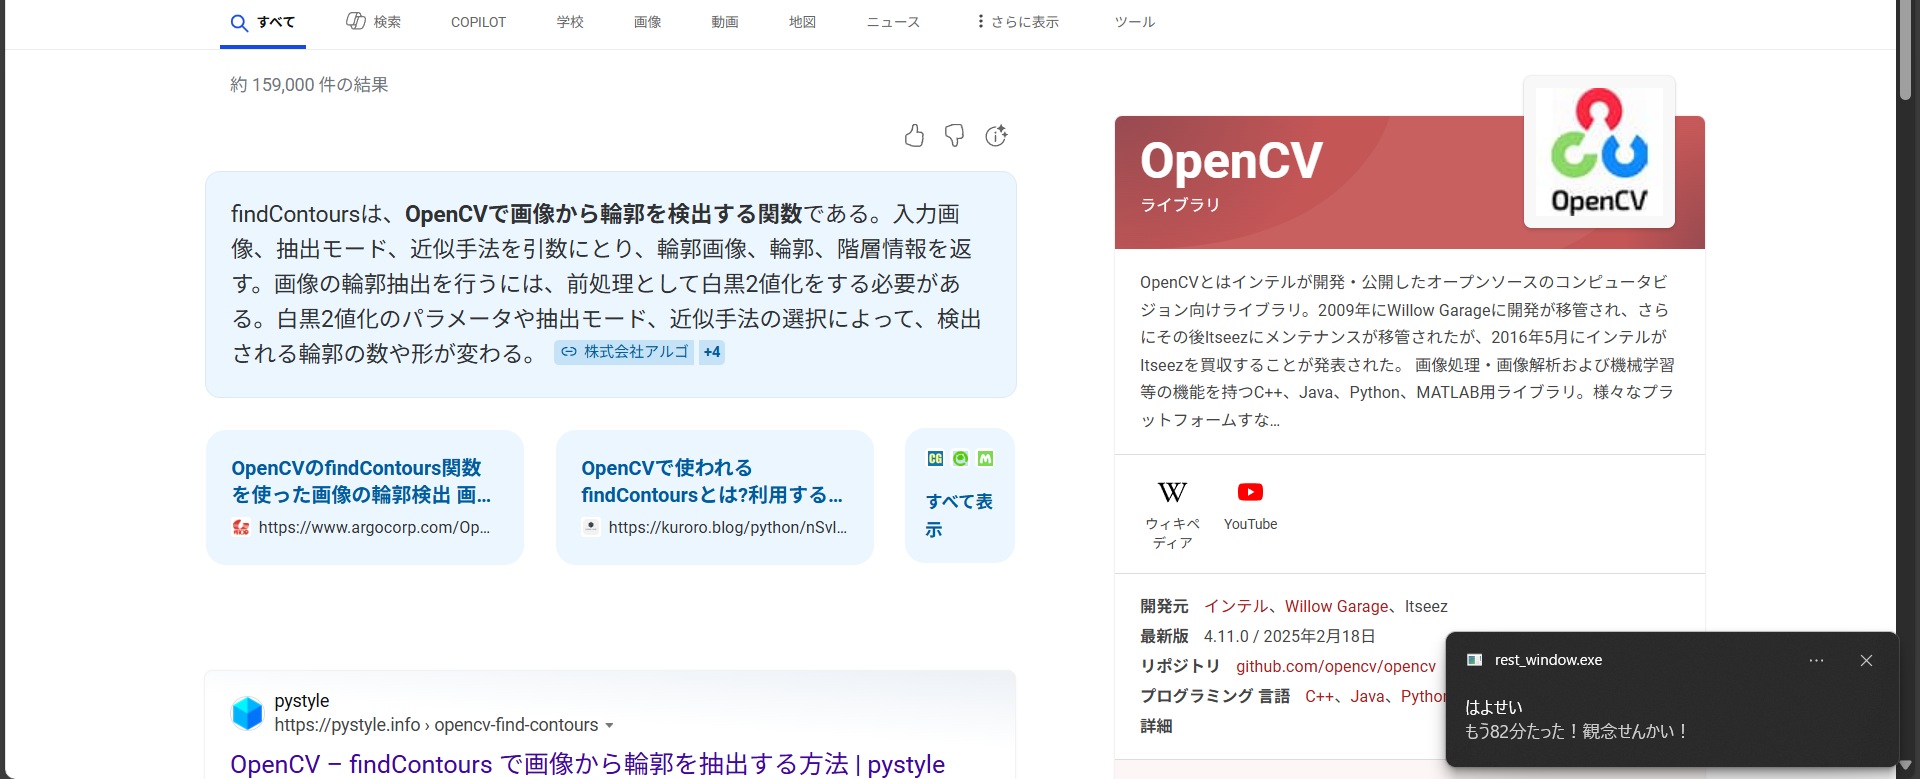 すべて
検索
COPILOT
学校
画像
動画
地図
ニュース
さらに表示
ツール
約 159,000 件の結果
findContoursは、OpenCVで画像から輪郭を検出する関数である。入力画
像、抽出モード、近似手法を引数にとり、輪郭画像、輪郭、階層情報を返
す。画像の輪郭抽出を行うには、前処理として白黒2値化をする必要があ
る。白黒2値化のパラメータや抽出モード、近似手法の選択によって、検出
される輪郭の数や形が変わる。 株式会社アルゴ +4
OpenCVのfindContours関数
を使った画像の輪郭検出 画...
https://www.argocorp.com/Op...
OpenCVで使われる
findContoursとは?利用する...
https://kuroro.blog/python/nSvl...
CG
M
すべて表
示
pystyle
https://pystyle.info › opencv-find-contours
OpenCV – findContours で画像から輪郭を抽出する方法 | pystyle
OpenCV
ライブラリ
OpenCV
OpenCVとはインテルが開発・公開したオープンソースのコンピュータビ
ジョン向けライブラリ。2009年にWillow Garageに開発が移管され、さら
にその後Itseezにメンテナンスが移管されたが、2016年5月にインテルが
Itseezを買収することが発表された。 画像処理・画像解析および機械学習
等の機能を持つC++、Java、Python、MATLAB用ライブラリ。様々なプラ
ットフォームすな...
W
ウィキペ
ディア
YouTube
開発元 インテル、Willow Garage、Itseez
最新版 4.11.0 / 2025年2月18日
リポジトリ github.com/opencv/opencv
プログラミング 言語 C++、Java、Python
詳細
rest_window.exe
はよせい
もう82分たった！観念せんかい！